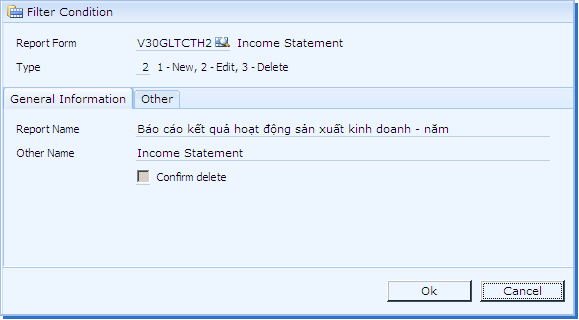 Filter Condition
Report Form V30GLTCTH2 Income Statement
Type 2 1 - New, 2 - Edit, 3 - Delete
General Information Other
Report Name Báo cáo kết quả hoạt động sản xuất kinh doanh - năm
Other Name Income Statement
Confirm delete
Ok Cancel